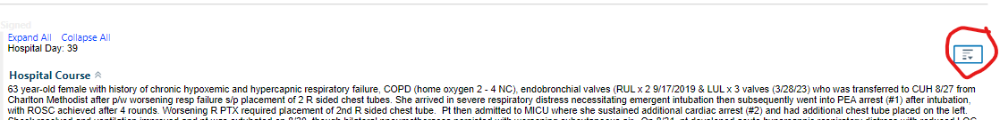 Signed
Expand All Collapse All
Hospital Day: 39
Hospital Course
63 year-old female with history of chronic hypoxemic and hypercapnic respiratory failure, COPD (home oxygen 2 - 4 NC), endobronchial valves (RUL x 2 9/17/2019 & LUL x 3 valves (3/28/23) who was transferred to CUH 8/27 from
Charlton Methodist after p/w worsening resp failure s/p placement of 2 R sided chest tubes. She arrived in severe respiratory distress necessitating emergent intubation then subsequently went into PEA arrest (#1) after intubation,
with ROSC achieved after 4 rounds. Worsening R PTX required placement of 2nd R sided chest tube. Pt then admitted to MICU where she sustained additional cardiac arrest (#2) and had additional chest tube placed on the left.